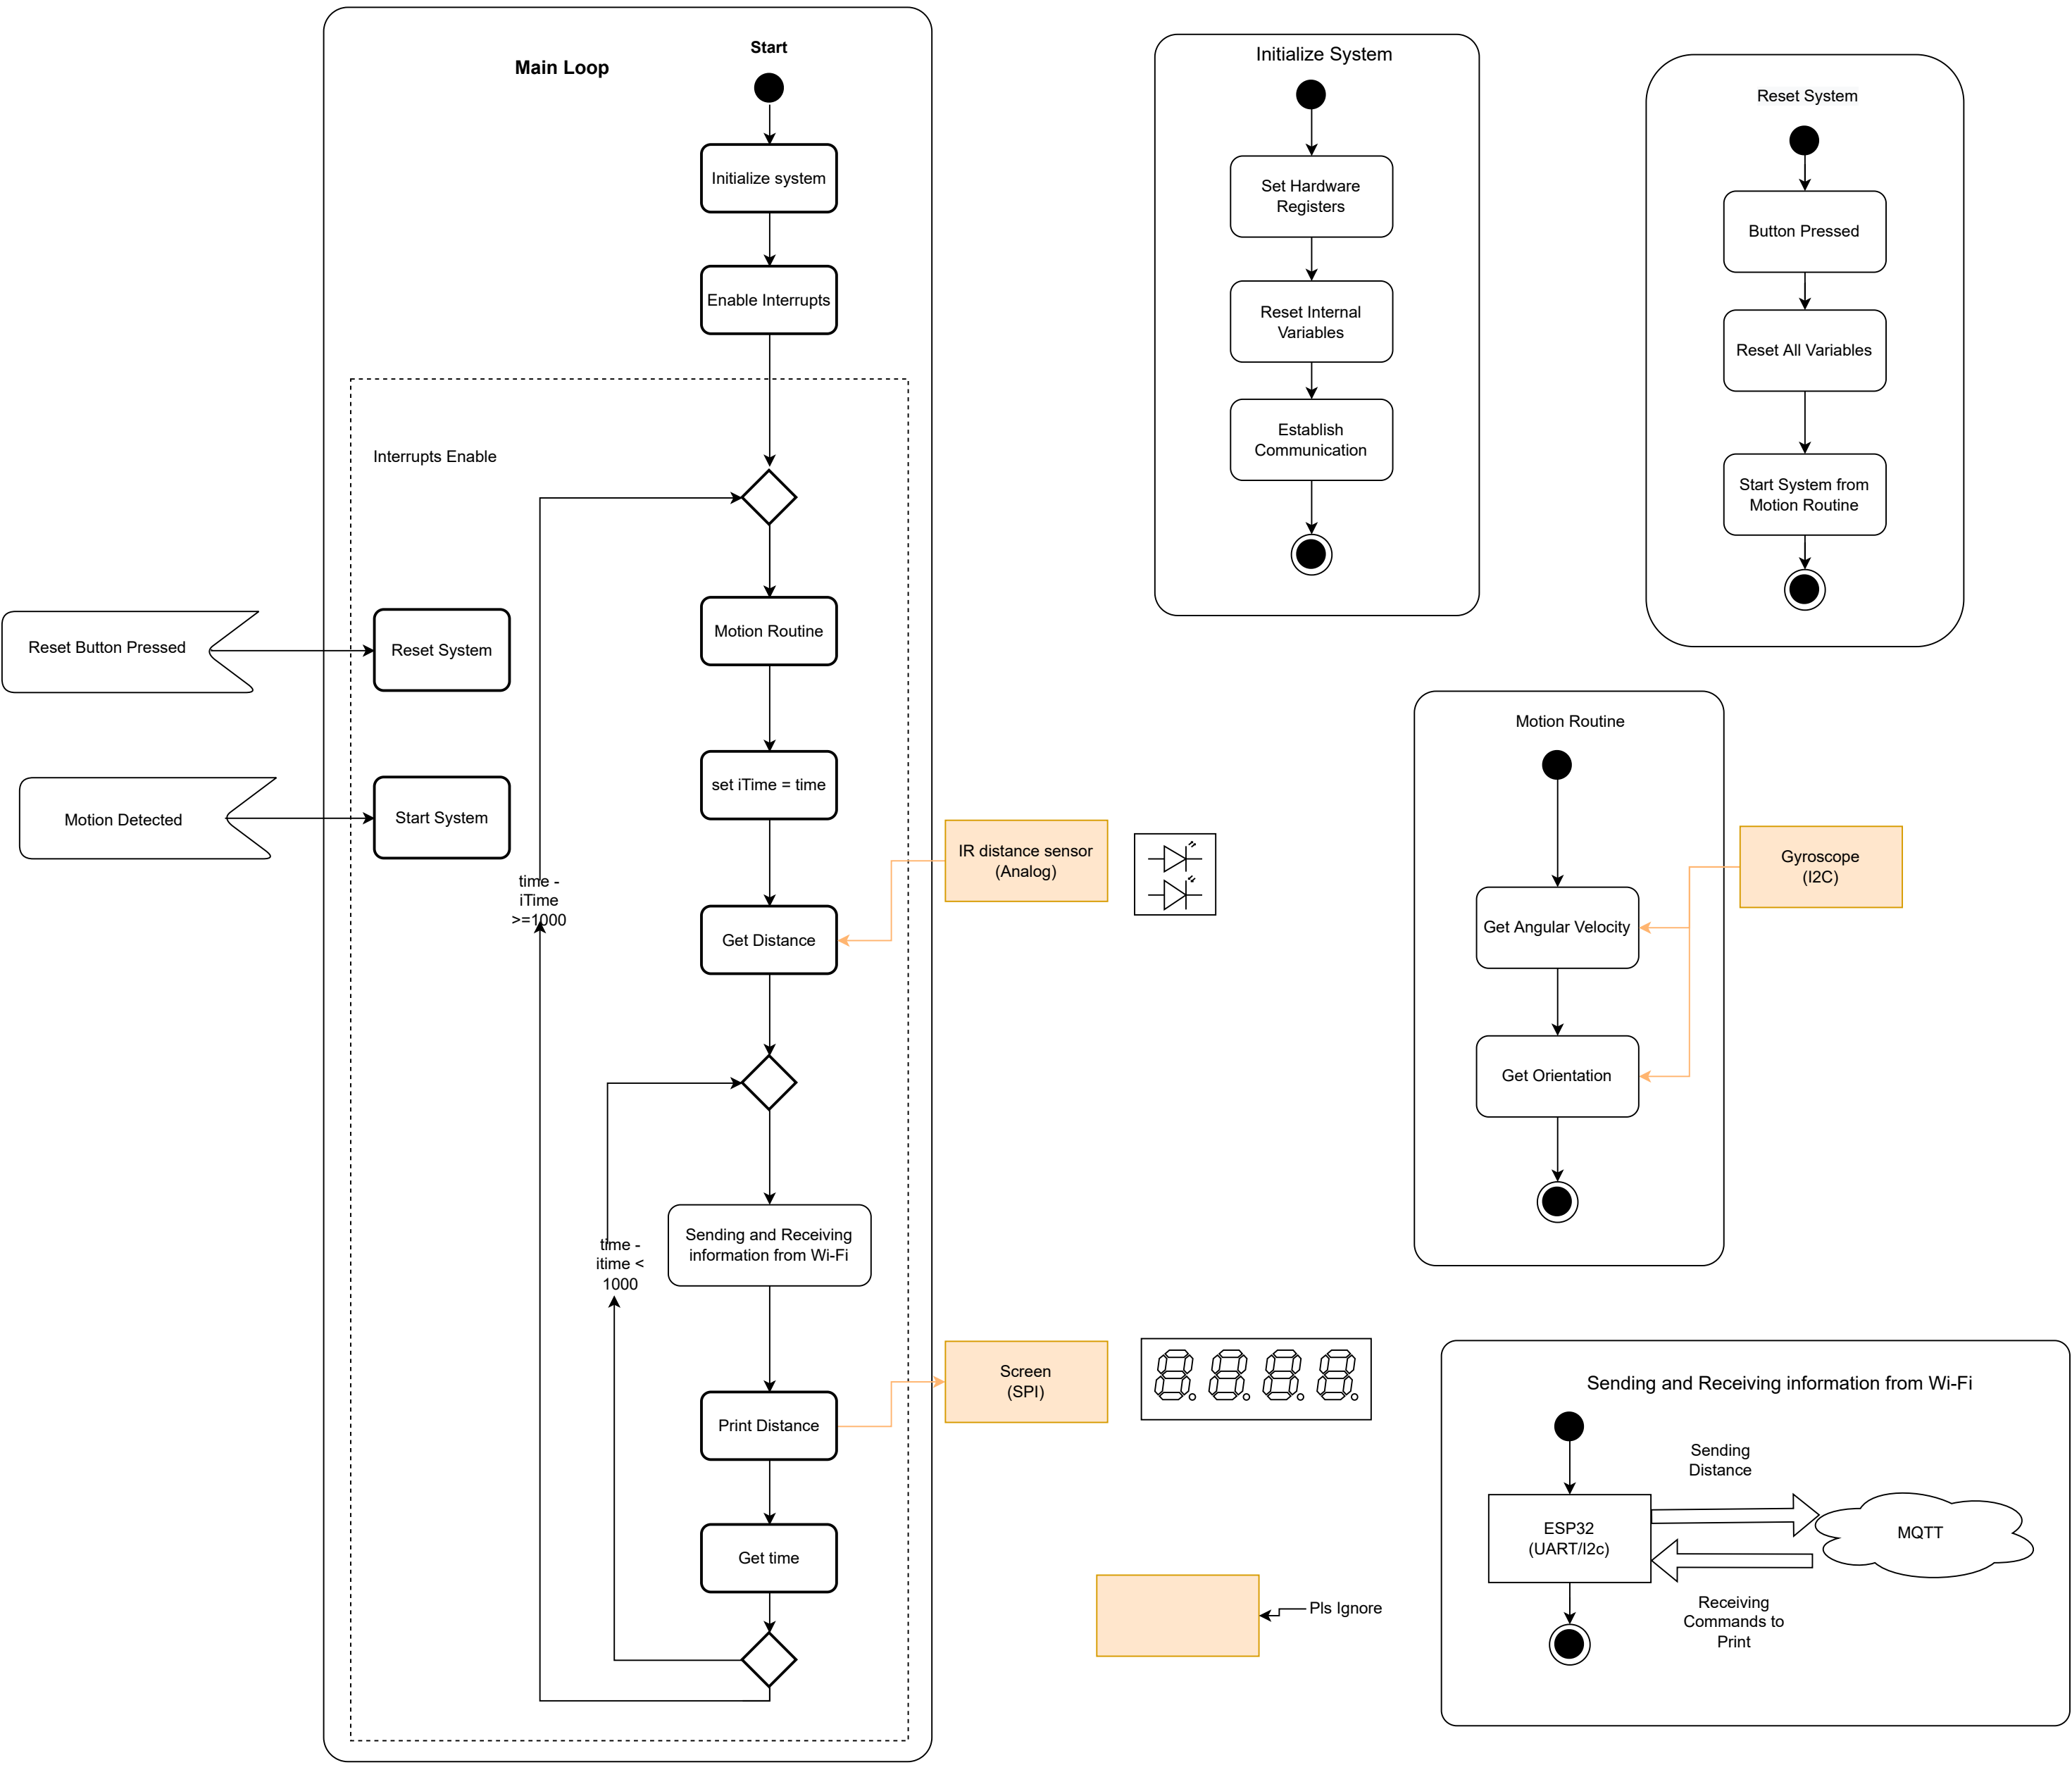 Start
Main Loop
Initialize system
Enable Interrupts
Interrupts Enable
Reset Button Pressed
Reset System
Motion Detected
Start System
Motion Routine
set iTime = time
time -
iTime
>=1000
Get Distance
IR distance sensor
(Analog)
time -
itime <
1000
Sending and Receiving
information from Wi-Fi
Print Distance
Screen
(SPI)
Get time
Pls Ignore
Initialize System
Set Hardware
Registers
Reset Internal
Variables
Establish
Communication
Reset System
Button Pressed
Reset All Variables
Start System from
Motion Routine
Motion Routine
Get Angular Velocity
Gyroscope
(I2C)
Get Orientation
Sending and Receiving information from Wi-Fi
Sending
Distance
ESP32
(UART/I2c)
MQTT
Receiving
Commands to
Print